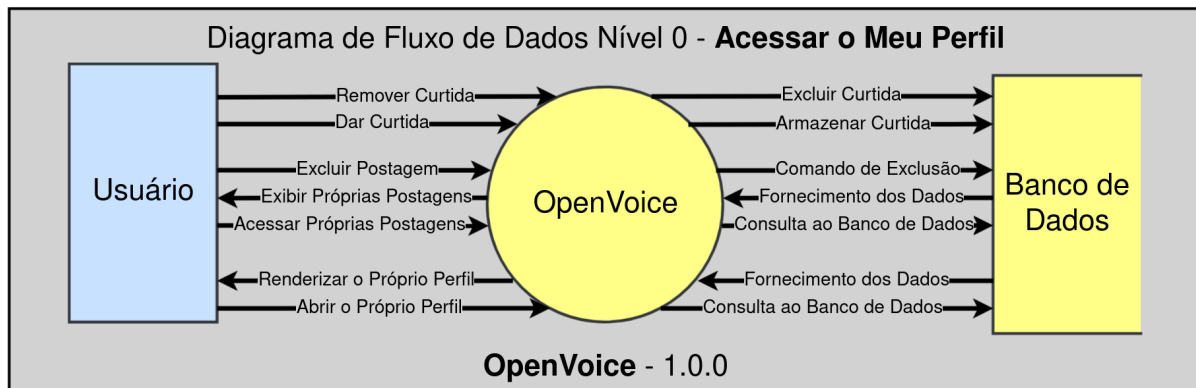 Diagrama de Fluxo de Dados Nível 0 - Acessar o Meu Perfil
Remover Curtida
Excluir Curtida
Dar Curtida
Armazenar Curtida
Excluir Postagem
Comando de Exclusão
Usuário
Exibir Próprias Postagens
OpenVoice
Fornecimento dos Dados
Banco de
Dados
Acessar Próprias Postagens
Consulta ao Banco de Dados
Renderizar o Próprio Perfil
Fornecimento dos Dados
Abrir o Próprio Perfil
Consulta ao Banco de Dados
OpenVoice - 1.0.0